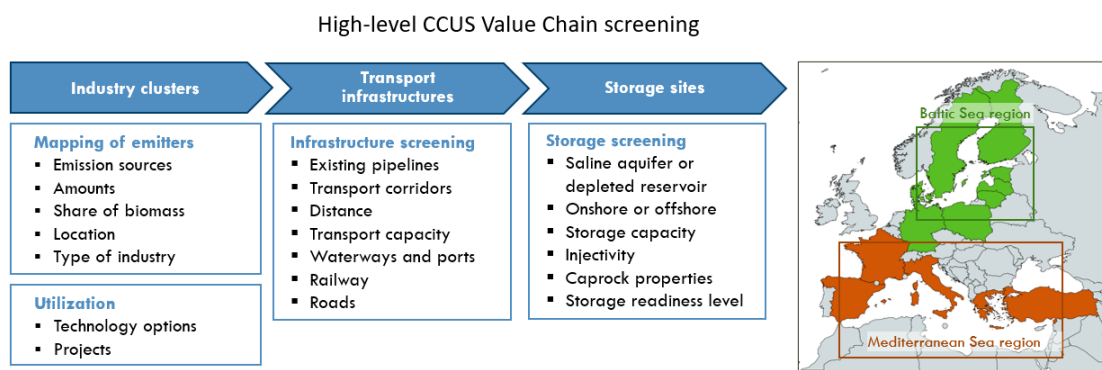 High-level CCUS Value Chain screening
Industry clusters
Transport
infrastructures
Storage sites
Mapping of emitters
▪ Emission sources
▪ Amounts
▪ Share of biomass
▪ Location
▪ Type of industry
Utilization
▪ Technology options
▪ Projects
Infrastructure screening
▪ Existing pipelines
▪ Transport corridors
▪ Distance
▪ Transport capacity
▪ Waterways and ports
▪ Railway
▪ Roads
Storage screening
▪ Saline aquifer or
depleted reservoir
▪ Onshore or offshore
▪ Storage capacity
▪ Injectivity
▪ Caprock properties
▪ Storage readiness level
Baltic Sea region
Mediterranean Sea region